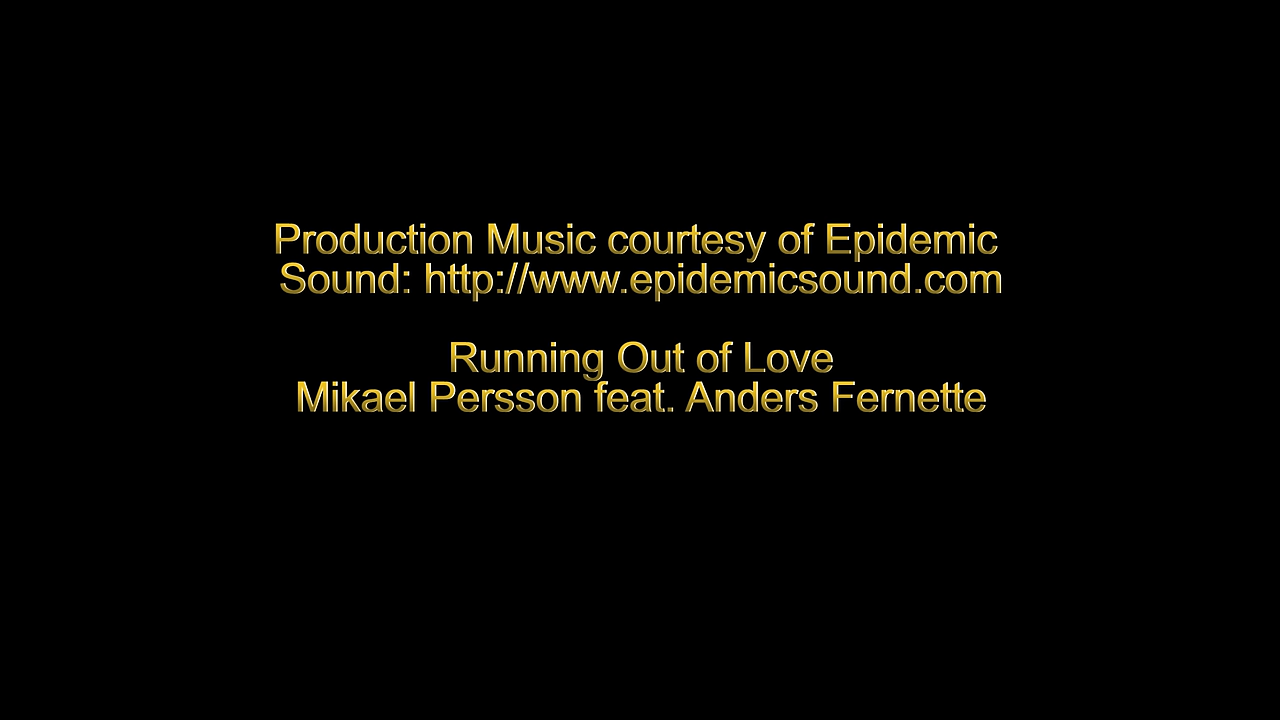 Production Music courtesy of Epidemic
Sound: http://www.epidemicsound.com
Running Out of Love
Mikael Persson feat. Anders Fernette